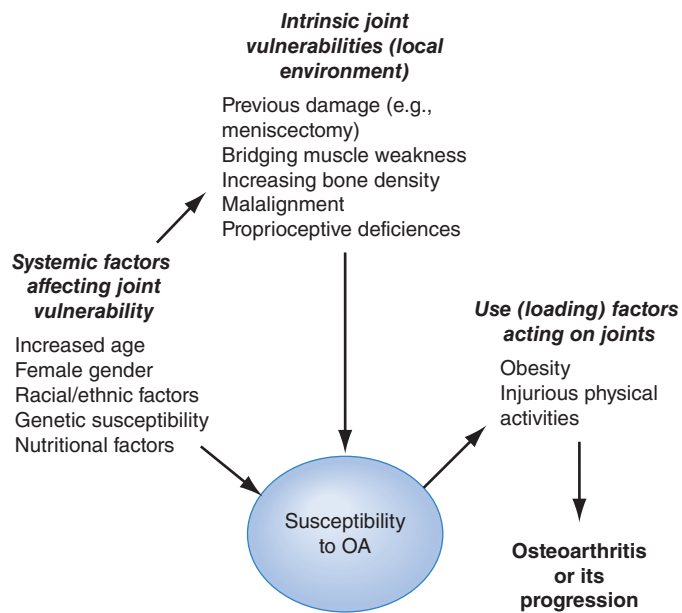 Intrinsic joint
vulnerabilities (local
environment)
Previous damage (e.g.,
meniscectomy)
Bridging muscle weakness
Increasing bone density
Malalignment
Proprioceptive deficiences
Systemic factors
affecting joint
vulnerability
Increased age
Female gender
Racial/ethnic factors
Genetic susceptibility
Nutritional factors
Use (loading) factors
acting on joints
Obesity
Injurious physical
activities
Susceptibility
to OA
Osteoarthritis
or its
progression